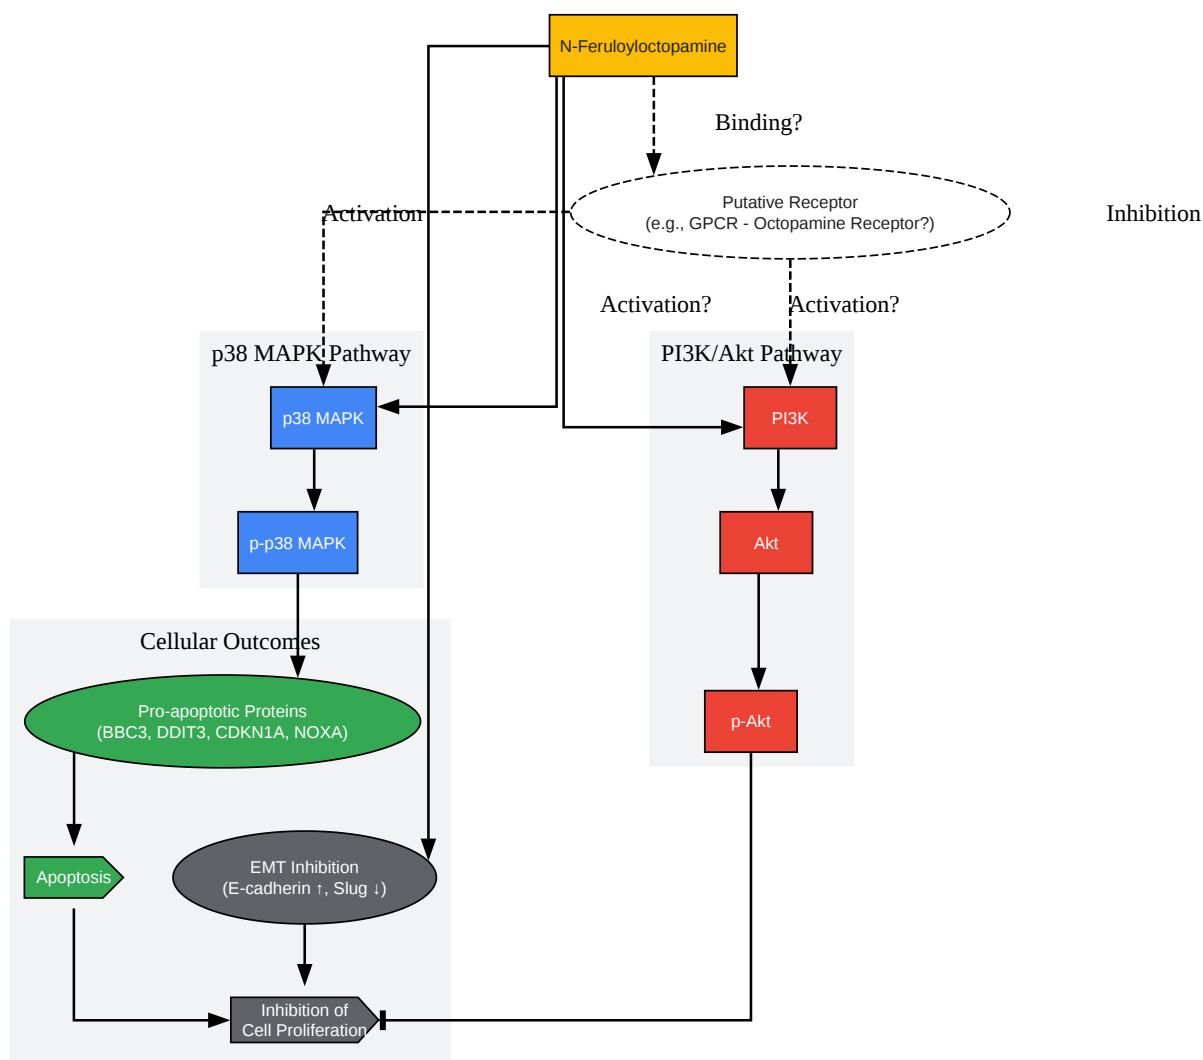 N-Feruloyloctopamine
Binding?
Putative Receptor
(e.g., GPCR - Octopamine Receptor?)
Activation
Inhibition
Activation?
Activation?
p38 MAPK Pathway
PI3K/Akt Pathway
p38 MAPK
PI3K
p-p38 MAPK
Akt
Cellular Outcomes
Pro-apoptotic Proteins
(BBC3, DDIT3, CDKN1A, NOXA)
p-Akt
Apoptosis
EMT Inhibition
(E-cadherin ↑, Slug ↓)
Inhibition of
Cell Proliferation